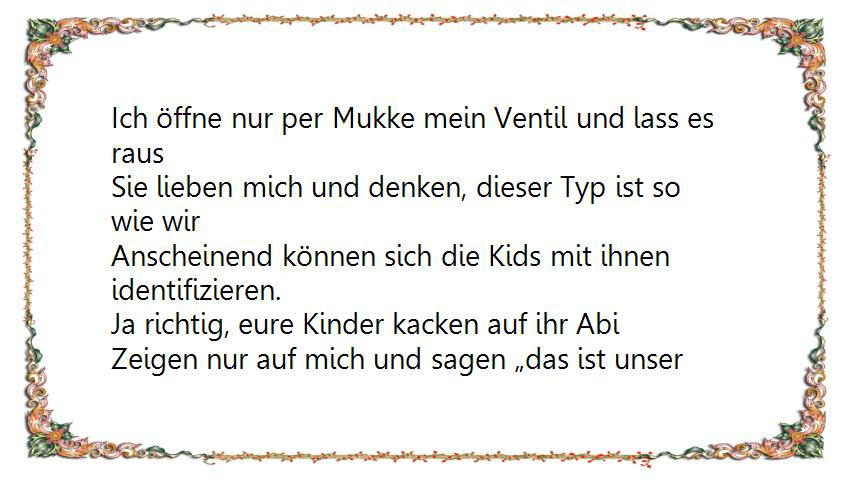 Ich öffne nur per Mukke mein Ventil und lass es
raus
Sie lieben mich und denken, dieser Typ ist so
wie wir
Anscheinend können sich die Kids mit ihnen
identifizieren.
Ja richtig, eure Kinder kacken auf ihr Abi
Zeigen nur auf mich und sagen „das ist unser